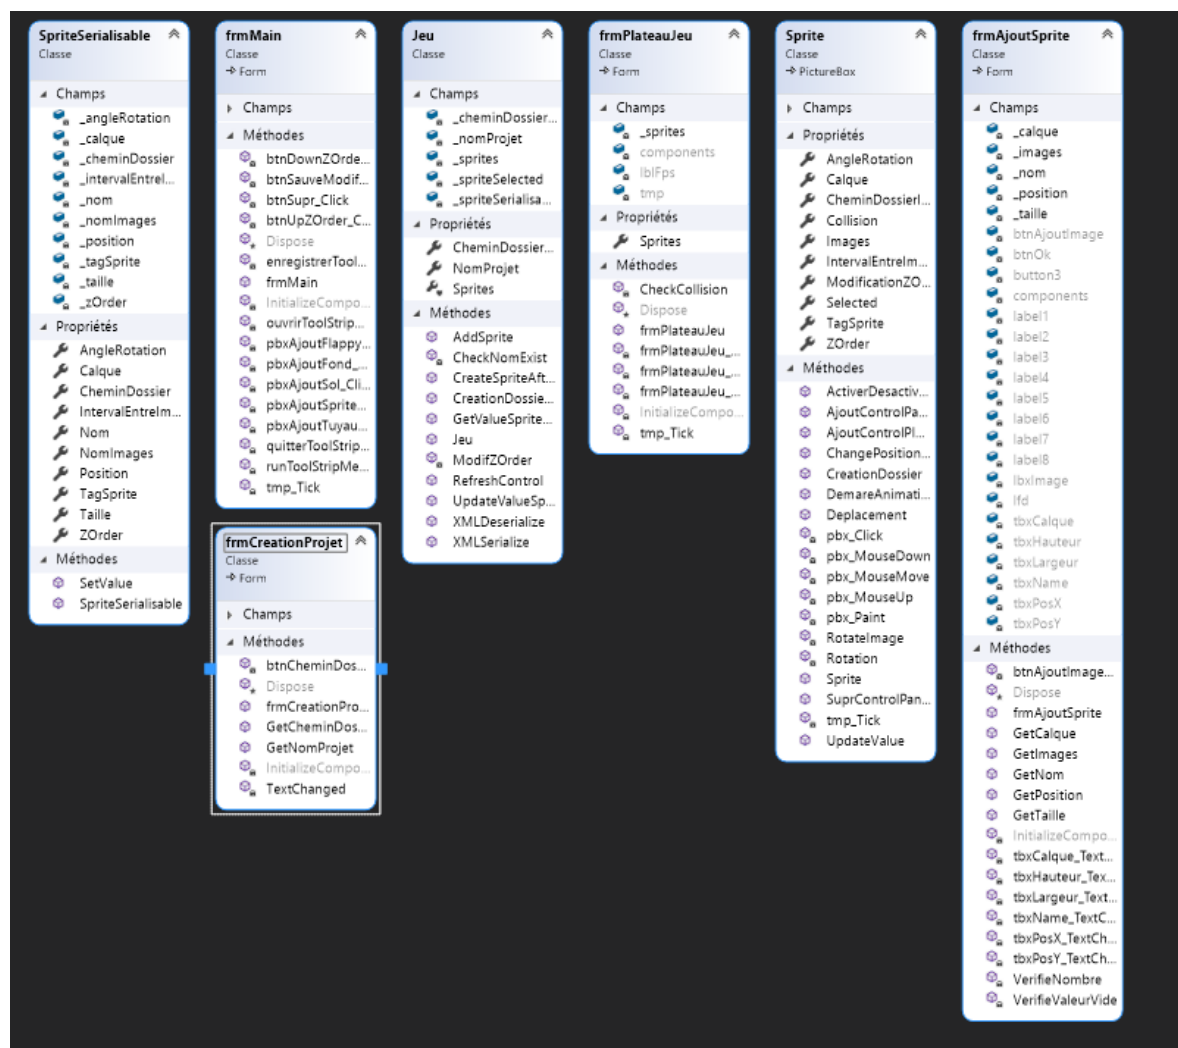 SpriteSerialisable
Classe
Champs
_angleRotation
_calque
_cheminDossier
_intervalEntrel...
_nom
_nomImages
_position
_tagSprite
_taille
_zOrder
Propriétés
AngleRotation
Calque
CheminDossier
IntervalEntreIm...
Nom
NomImages
Position
TagSprite
Taille
ZOrder
Méthodes
SetValue
SpriteSerialisable
frmMain
Classe
Form
Champs
Méthodes
btnDownZOrde...
btnSauveModif...
btnSupr_Click
btnUpZOrder_C...
Dispose
enregistrerTool...
frmMain
InitializeCompo...
ouvrirToolStrip...
pbxAjoutFlappy...
pbxAjoutFond_...
pbxAjoutSol_Cli...
pbxAjoutSprite...
pbxAjoutTuyau...
quitterToolStrip...
runToolStripMe...
tmp_Tick
frmCreationProjet
Classe
Form
Champs
Méthodes
btnCheminDos...
Dispose
frmCreationPro...
GetCheminDos...
GetNomProjet
InitializeCompo...
TextChanged
Jeu
Classe
Champs
_cheminDossier...
_nomProjet
_sprites
_spriteSelected
_spriteSerialisa...
Propriétés
CheminDossier...
NomProjet
Sprites
Méthodes
AddSprite
CheckNomExist
CreateSpriteAft...
CreationDossie...
GetValueSprite...
Jeu
ModifZOrder
RefreshControl
UpdateValueSp...
XMLDeserialize
XMLSerialize
frmPlateauJeu
Classe
Form
Champs
_sprites
components
lblFps
tmp
Propriétés
Sprites
Méthodes
CheckCollision
Dispose
frmPlateauJeu
frmPlateauJeu_...
frmPlateauJeu_...
frmPlateauJeu_...
InitializeCompo...
tmp_Tick
Sprite
Classe
PictureBox
Champs
Propriétés
AngleRotation
Calque
CheminDossierI...
Collision
Images
IntervalEntreIm...
ModificationZO...
Selected
TagSprite
ZOrder
Méthodes
ActiverDesactiv...
AjoutControlPa...
AjoutControlPl...
ChangePosition...
CreationDossier
DemareAnimati...
Deplacement
pbx_Click
pbx_MouseDown
pbx_MouseMove
pbx_MouseUp
pbx_Paint
RotateImage
Rotation
Sprite
SuprControlPan...
tmp_Tick
UpdateValue
frmAjoutSprite
Classe
Form
Champs
_calque
_images
_nom
_position
_taille
btnAjoutImage
btnOk
button3
components
label1
label2
label3
label4
label5
label6
label7
label8
lbxImage
lfd
tbxCalque
tbxHauteur
tbxLargeur
tbxName
tbxPosX
tbxPosY
Méthodes
btnAjoutImage...
Dispose
frmAjoutSprite
GetCalque
GetImages
GetNom
GetPosition
GetTaille
InitializeCompo...
tbxCalque_Text...
tbxHauteur_Tex...
tbxLargeur_Text...
tbxName_TextC...
tbxPosX_TextCh...
tbxPosY_TextCh...
VerifieNombre
VerifieValeurVide